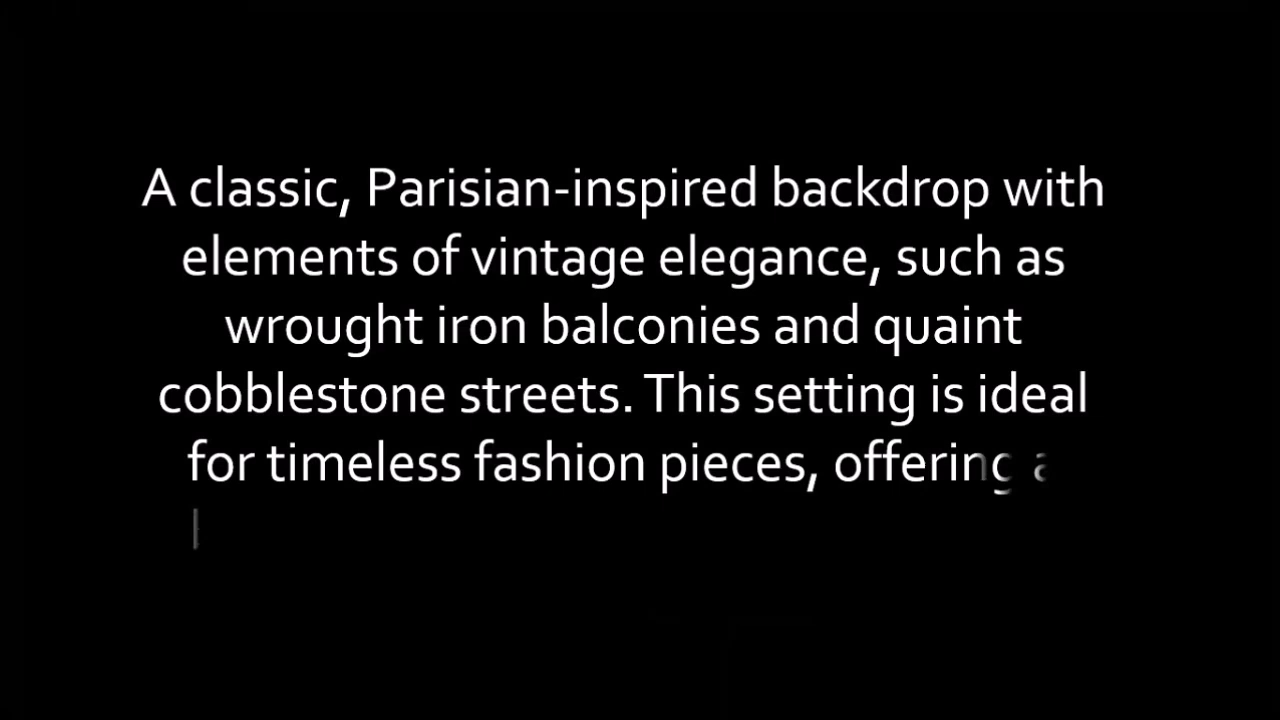 A classic, Parisian-inspired backdrop with
elements of vintage elegance, such as
wrought iron balconies and quaint
cobblestone streets. This setting is ideal
for timeless fashion pieces, offering a